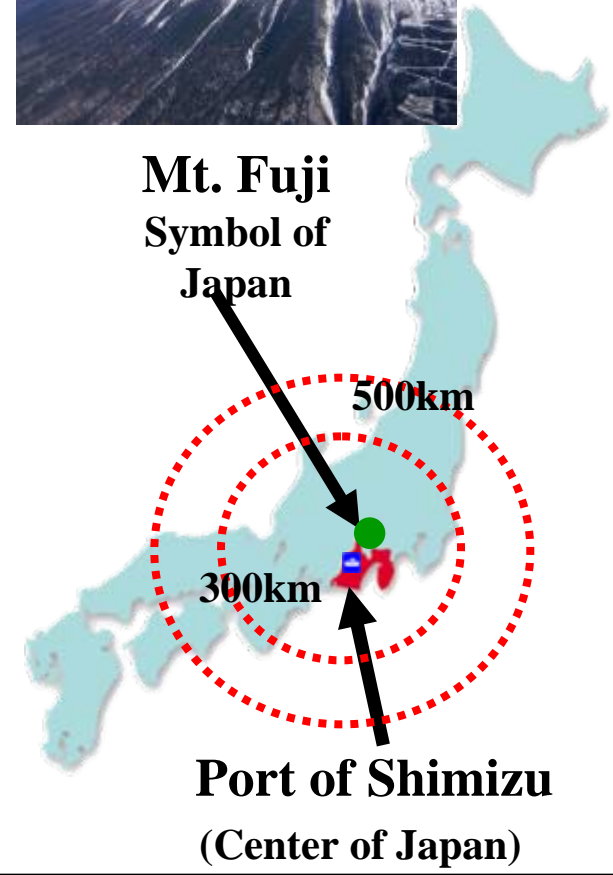 Mt. Fuji
Symbol of
Japan
500km
300km
Port of Shimizu
(Center of Japan)